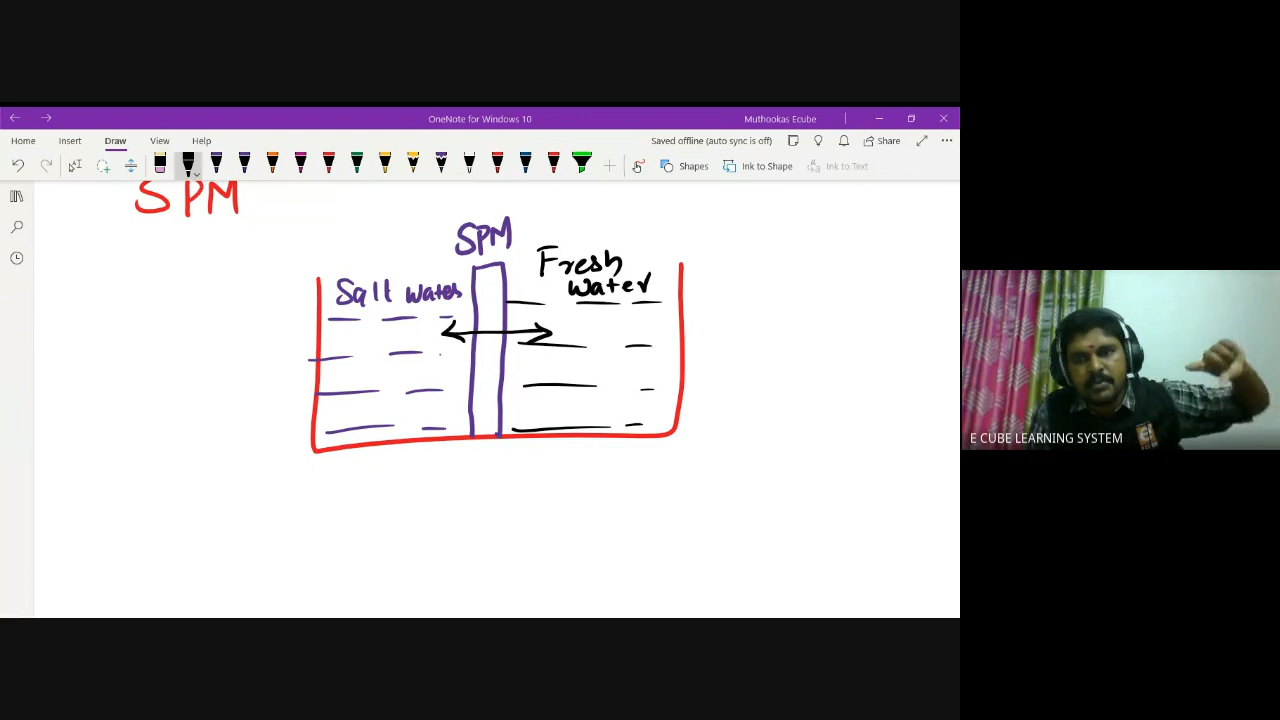 OneNote for Windows 10
Muthookas Ecube
Home Insert Draw View Help
Saved offline (auto sync is off)
Share
Shapes
Ink to Shape
Ink to Text
SPM
SPM
Fresh
water
Salt water
E CUBE LEARNING SYSTEM